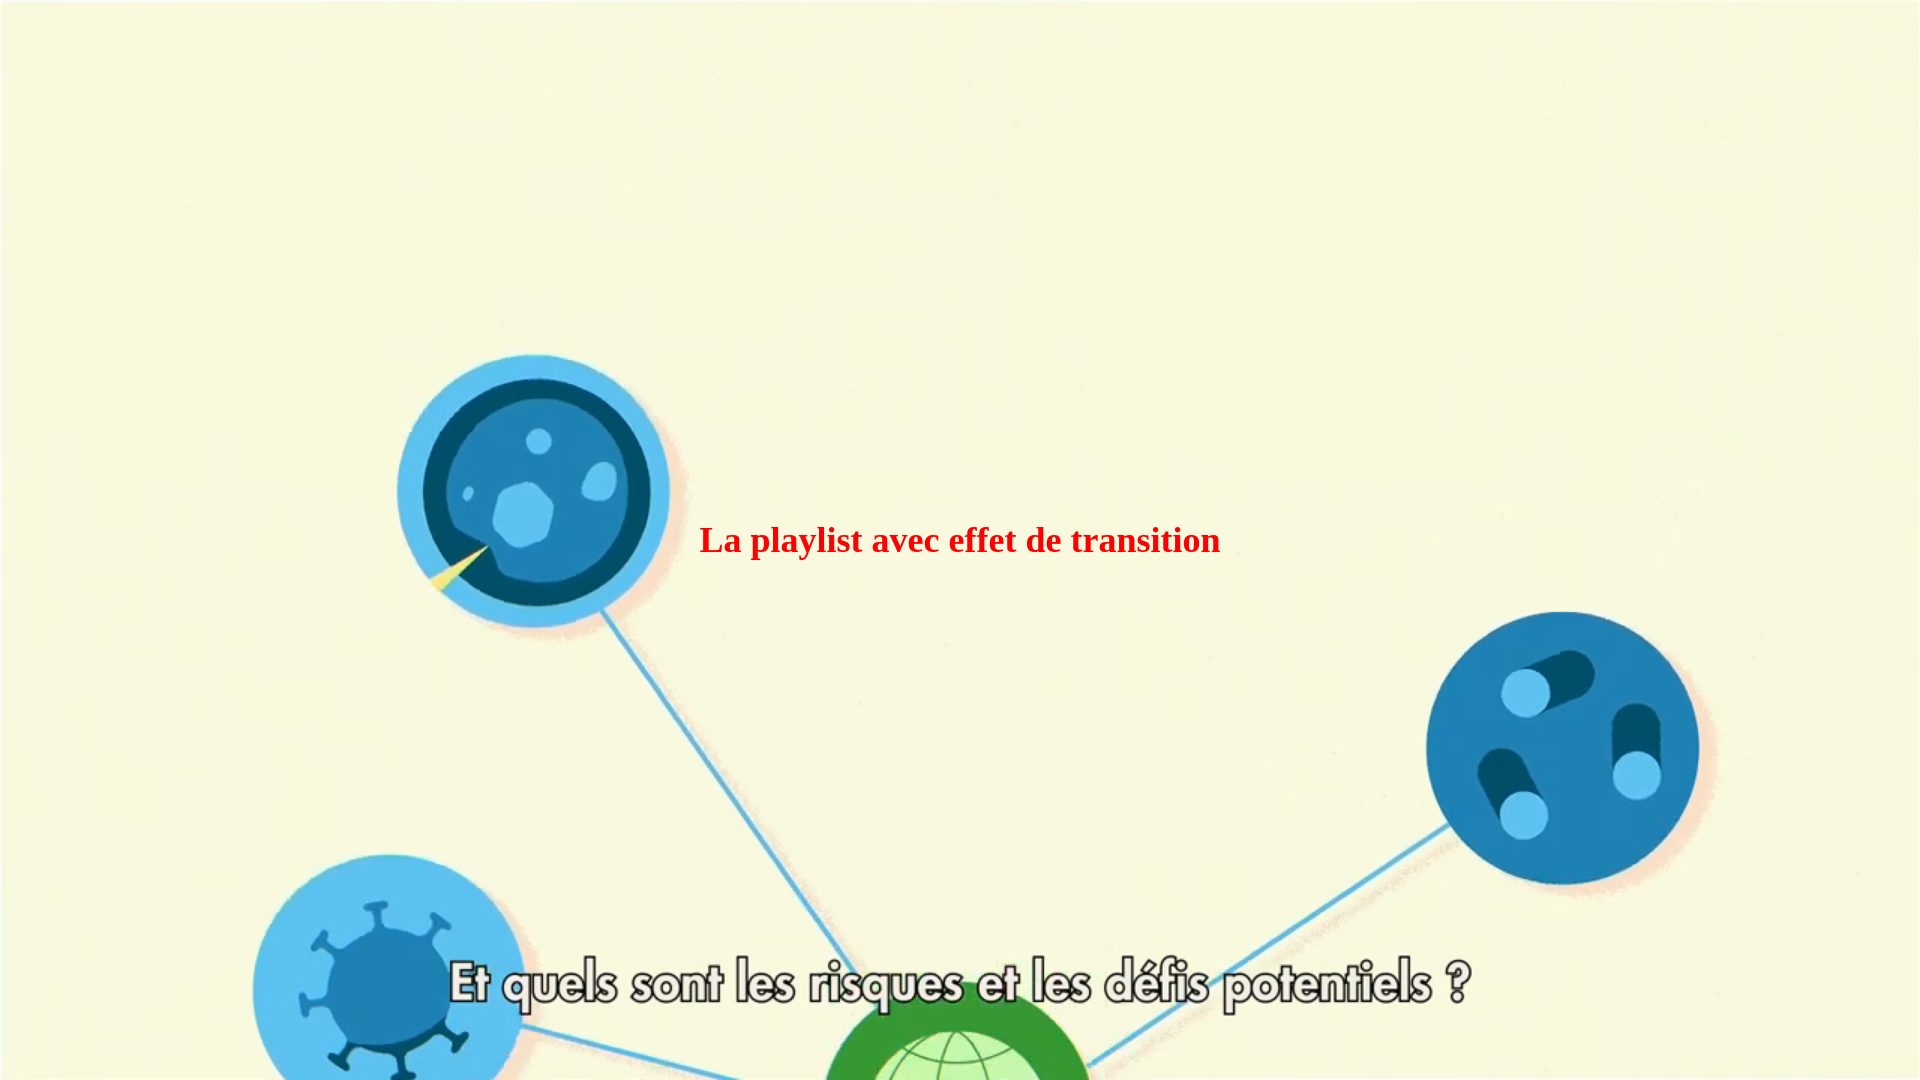 La playlist avec effet de transition
Et quels sont les risques et les défis potentiels ?